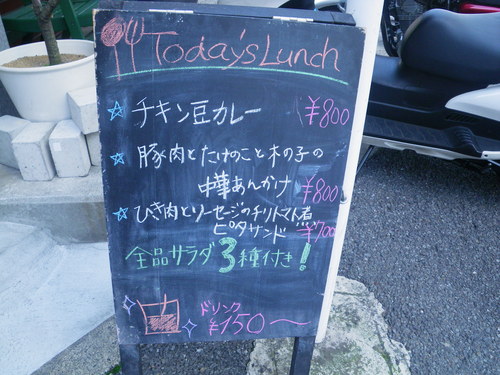 Today's Lunch
☆チキン豆カレー ¥800
☆豚肉とたけのこと木の子の
中華あんかけ ¥800
☆ひき肉とソーセージのチリトマト煮
ピタサンド ¥700
全品サラダ3種付き!
ドリンク
¥150～